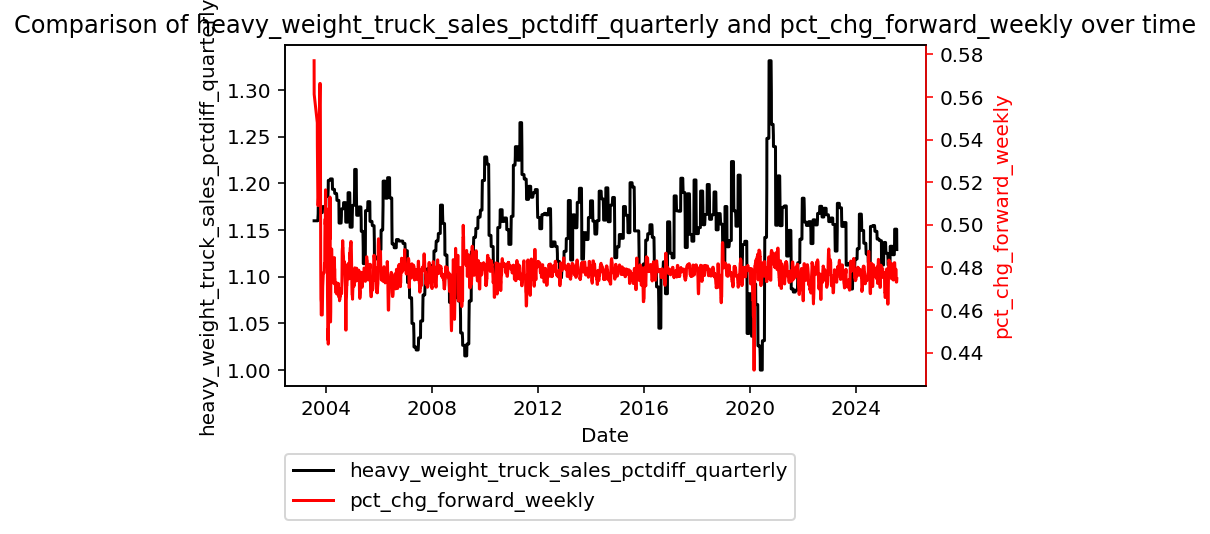 Comparison of heavy_weight_truck_sales_pctdiff_quarterly and pct_chg_forward_weekly over time
heavy_weight_truck_sales_pctdiff_quarterly
1.30
1.25
1.20
1.15
1.10
1.05
1.00
0.58
0.56
0.54
0.52
0.50
0.48
0.46
0.44
pct_chg_forward_weekly
2004 2008 2012 2016 2020 2024
Date
heavy_weight_truck_sales_pctdiff_quarterly
pct_chg_forward_weekly